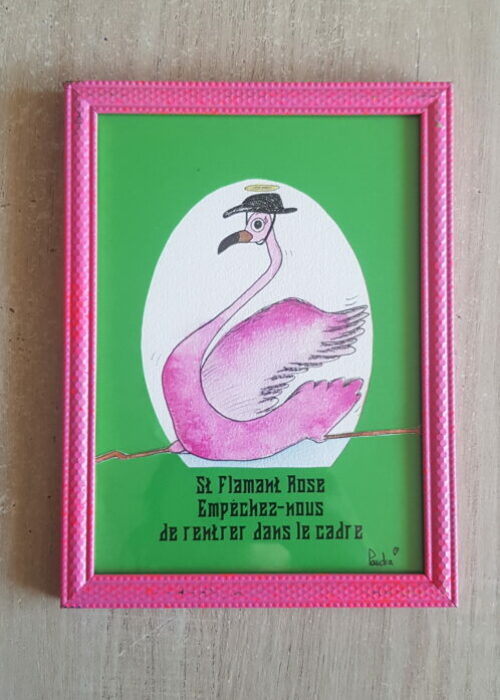 St Flamant Rose
Empêchez-nous
de rentrer dans le cadre